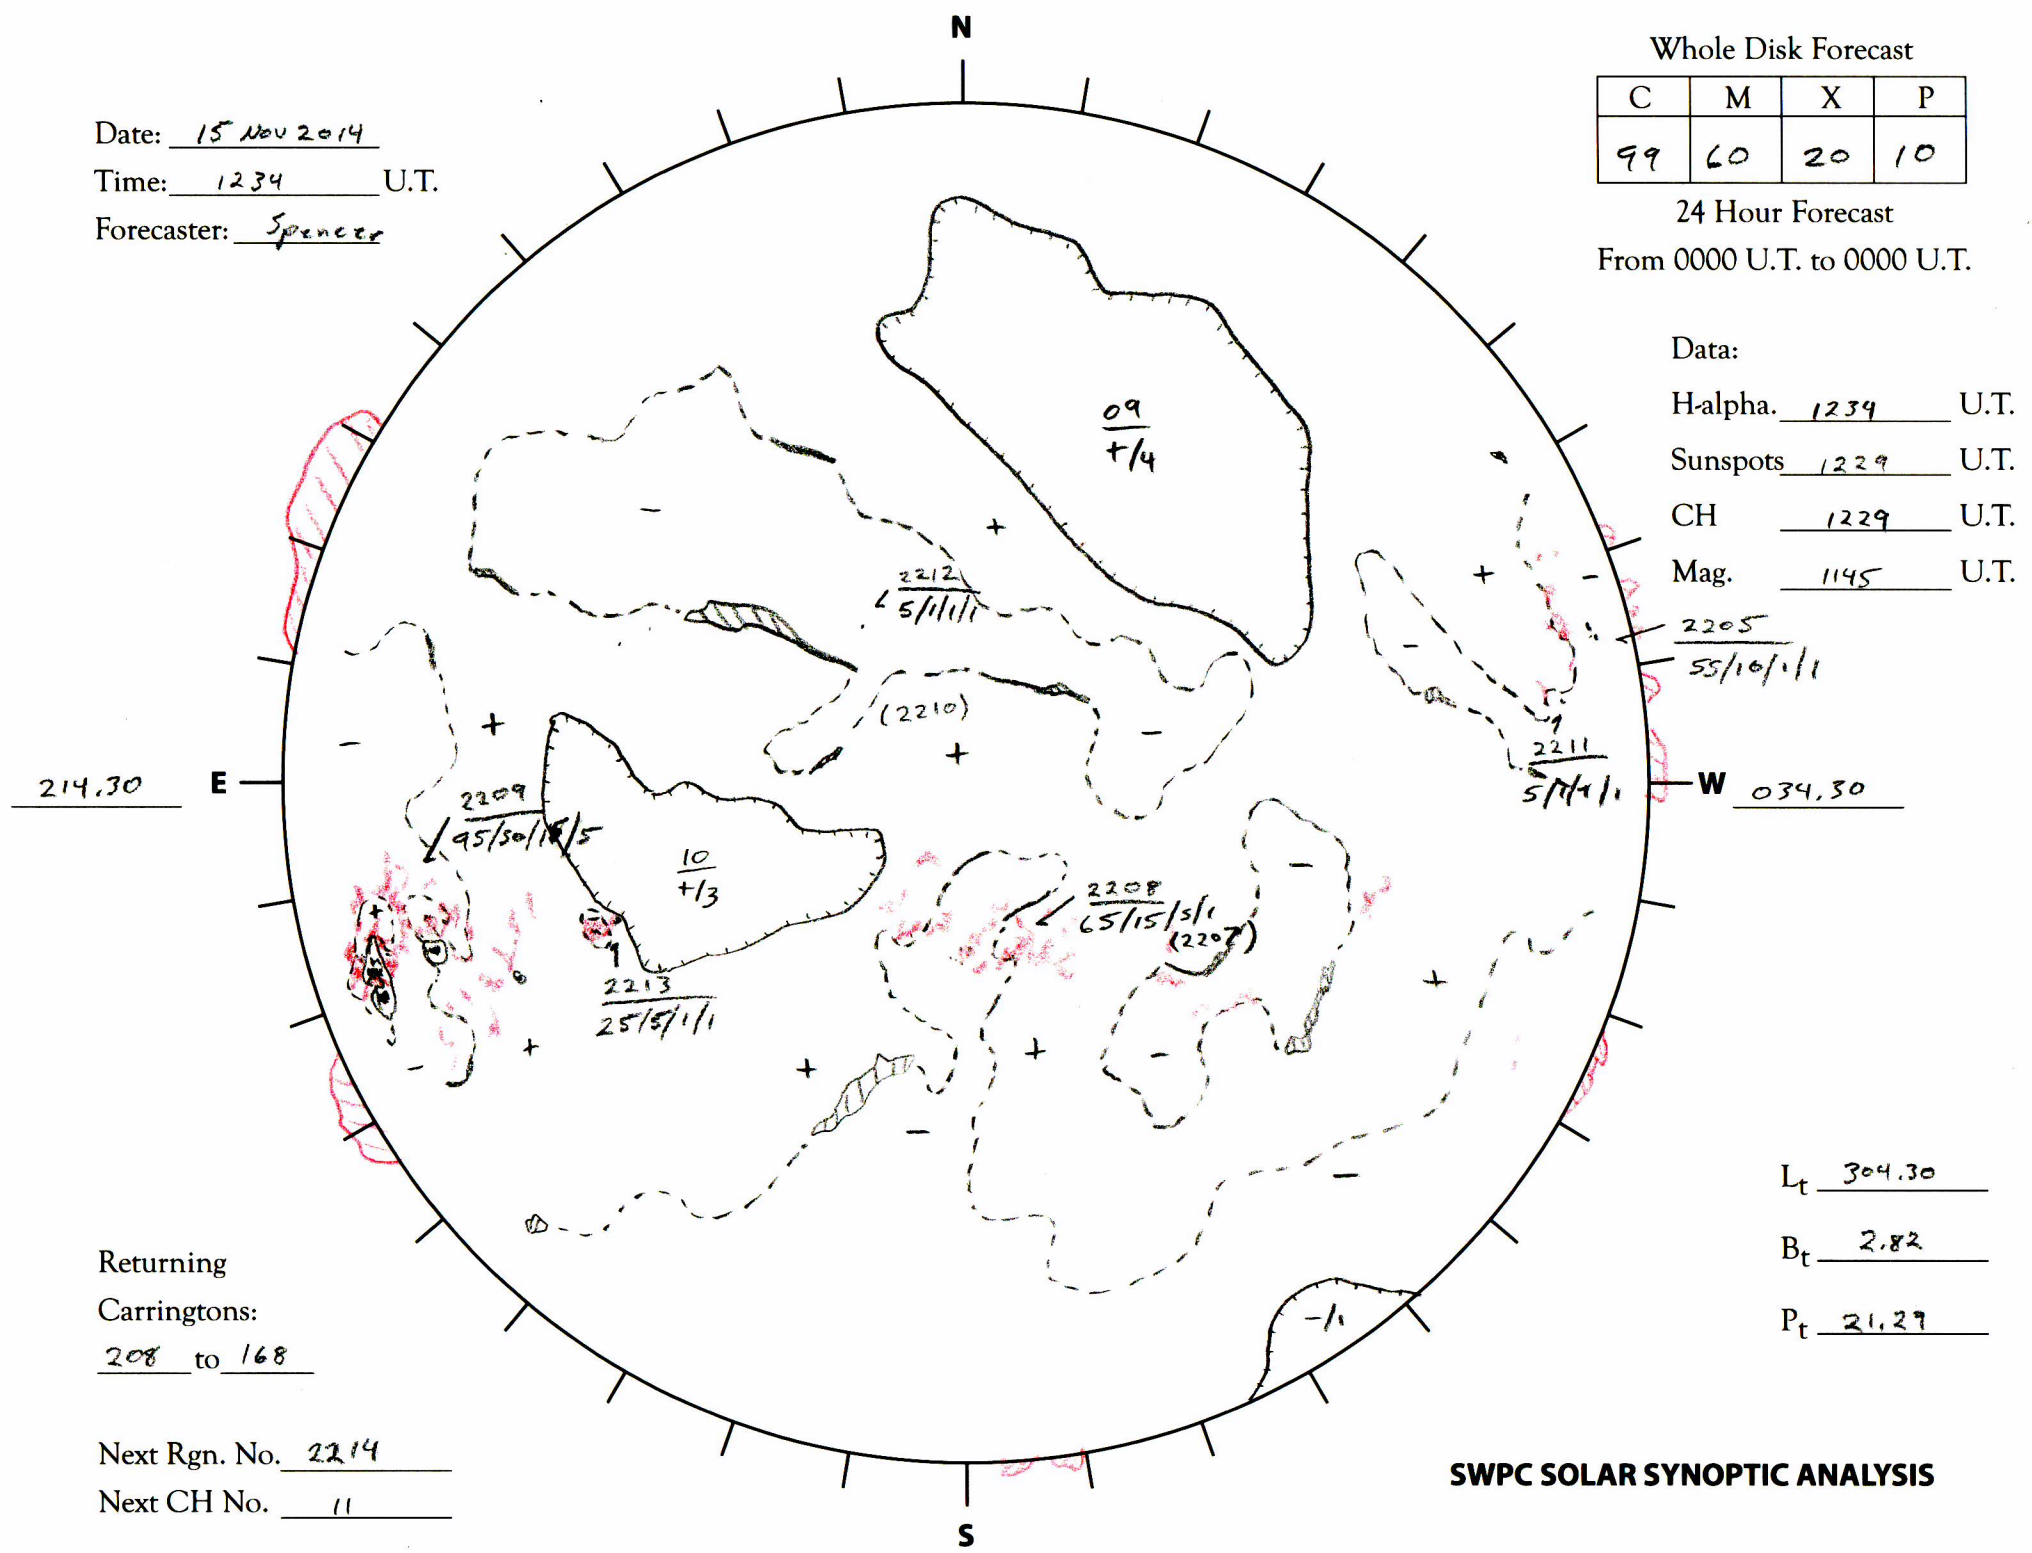 N
Whole Disk Forecast
C M X P
99 60 20 10
24 Hour Forecast
From 0000 U.T. to 0000 U.T.
Date: 15 Nov 2014
Time: 1234 U.T.
Forecaster: Spencer
Data:
H-alpha. 1234 U.T.
Sunspots 1229 U.T.
CH 1229 U.T.
Mag. 1145 U.T.
09
+/4
-
+
2212
5/1/1/1
+
-
-
2205
55/10/1/1
(2210)
+
-
+
-
2211
214.30 E
W 034.30
2209
10
+/3
-
2208
65/15/5/1
(2207)
+
2213
25/5/1/1
+
+
-
+
+
-
-
-
-/1
Lt 304.30
Bt 2.82
Pt 21.29
Returning
Carringtons:
208 to 168
Next Rgn. No. 2214
Next CH No. 11
S
SWPC SOLAR SYNOPTIC ANALYSIS